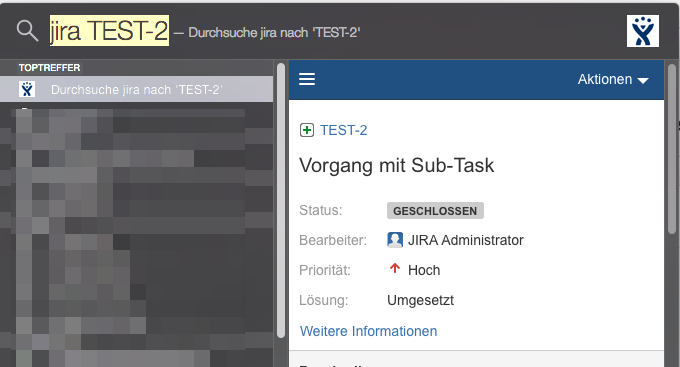 jira TEST-2 — Durchsuche jira nach 'TEST-2'
TOPTREFFER
Durchsuche jira nach 'TEST-2'
Aktionen
TEST-2
Vorgang mit Sub-Task
Status: GESCHLOSSEN
Bearbeiter: JIRA Administrator
Priorität: Hoch
Lösung: Umgesetzt
Weitere Informationen